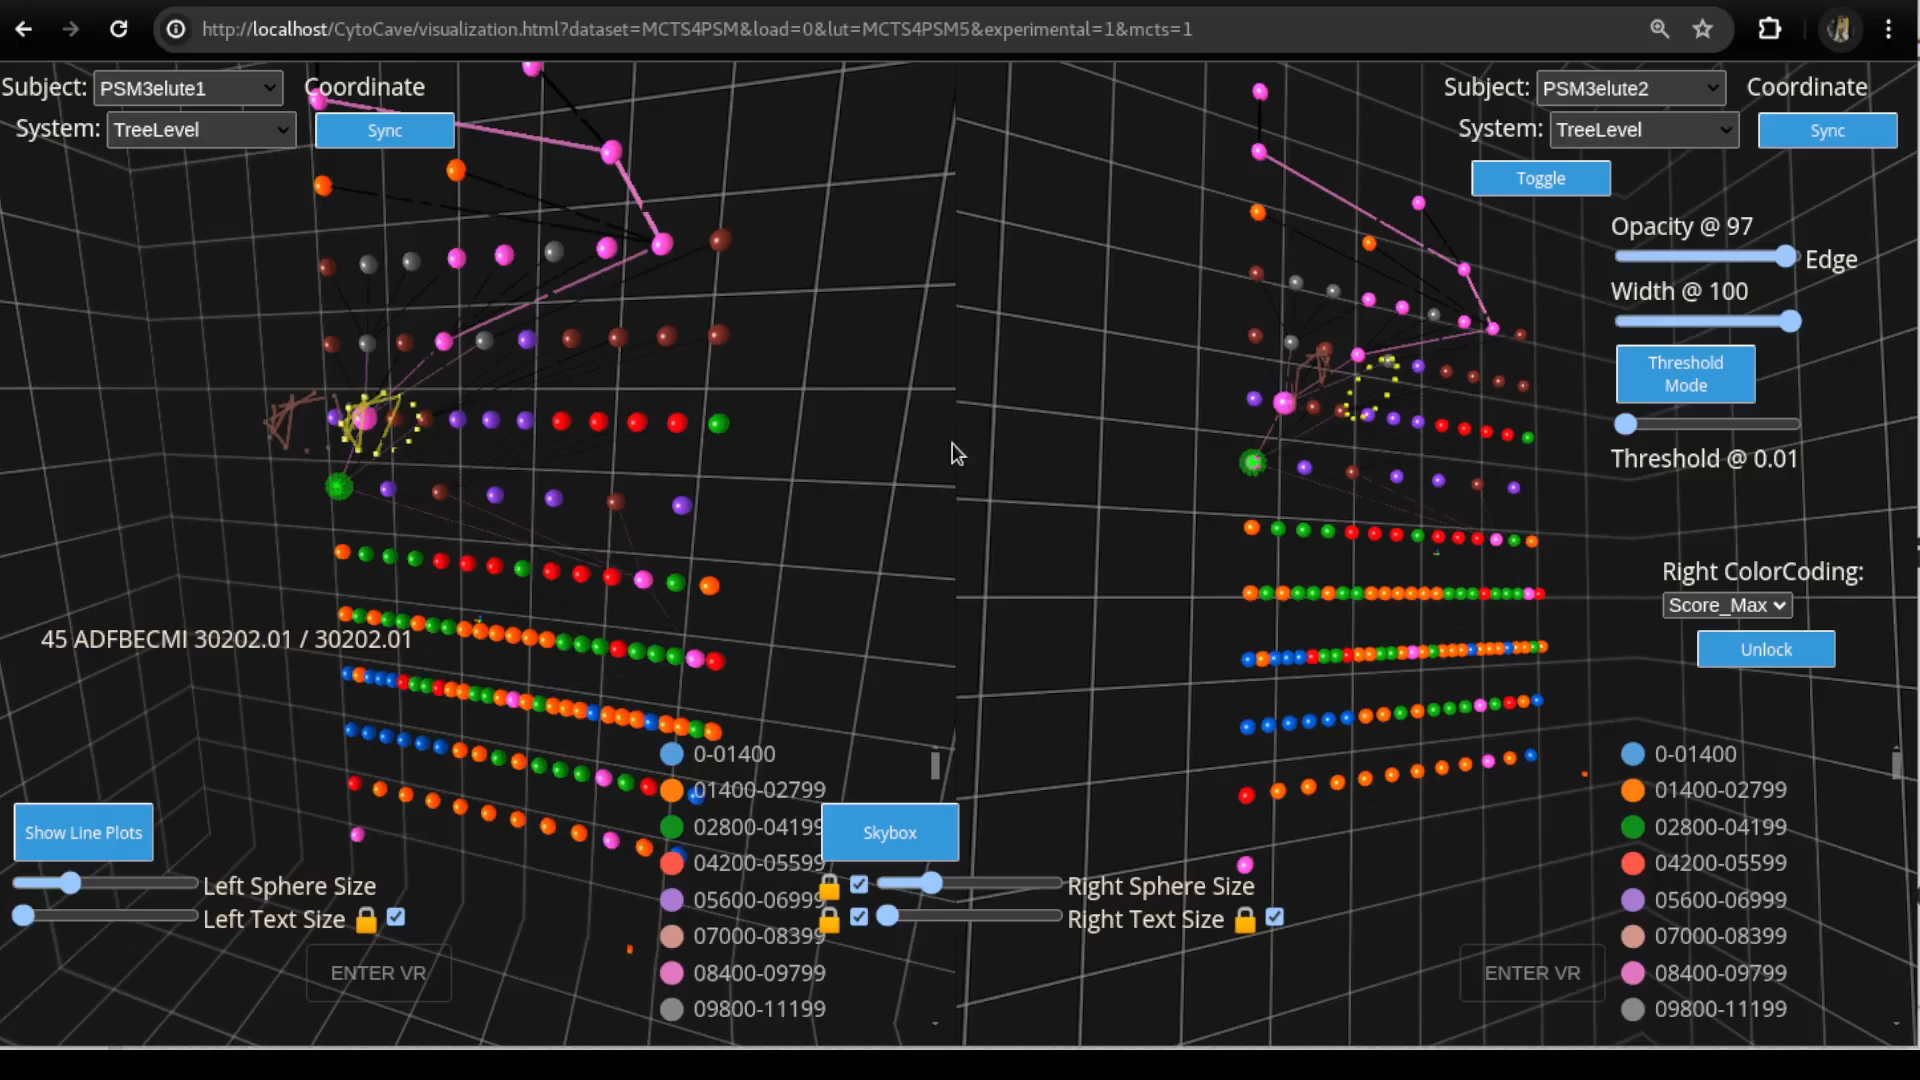 http://localhost/CytoCave/visualization.html?dataset=MCTS4PSM&load=0&lut=MCTS4PSM5&experimental=1&mcts=1
Subject: PSM3elute1 Coordinate
System: TreeLevel Sync
Subject: PSM3elute2 Coordinate
System: TreeLevel Sync
Toggle
Opacity @ 97
Edge
Width @ 100
Threshold
Mode
Threshold @ 0.01
Right ColorCoding:
Score_Max
Unlock
45 ADFBECMI 30202.01 / 30202.01
Show Line Plots
Left Sphere Size
Left Text Size
ENTER VR
0-01400
01400-02799
02800-04199
04200-05599
05600-06999
07000-08399
08400-09799
09800-11199
Skybox
Right Sphere Size
Right Text Size
ENTER VR
0-01400
01400-02799
02800-04199
04200-05599
05600-06999
07000-08399
08400-09799
09800-11199